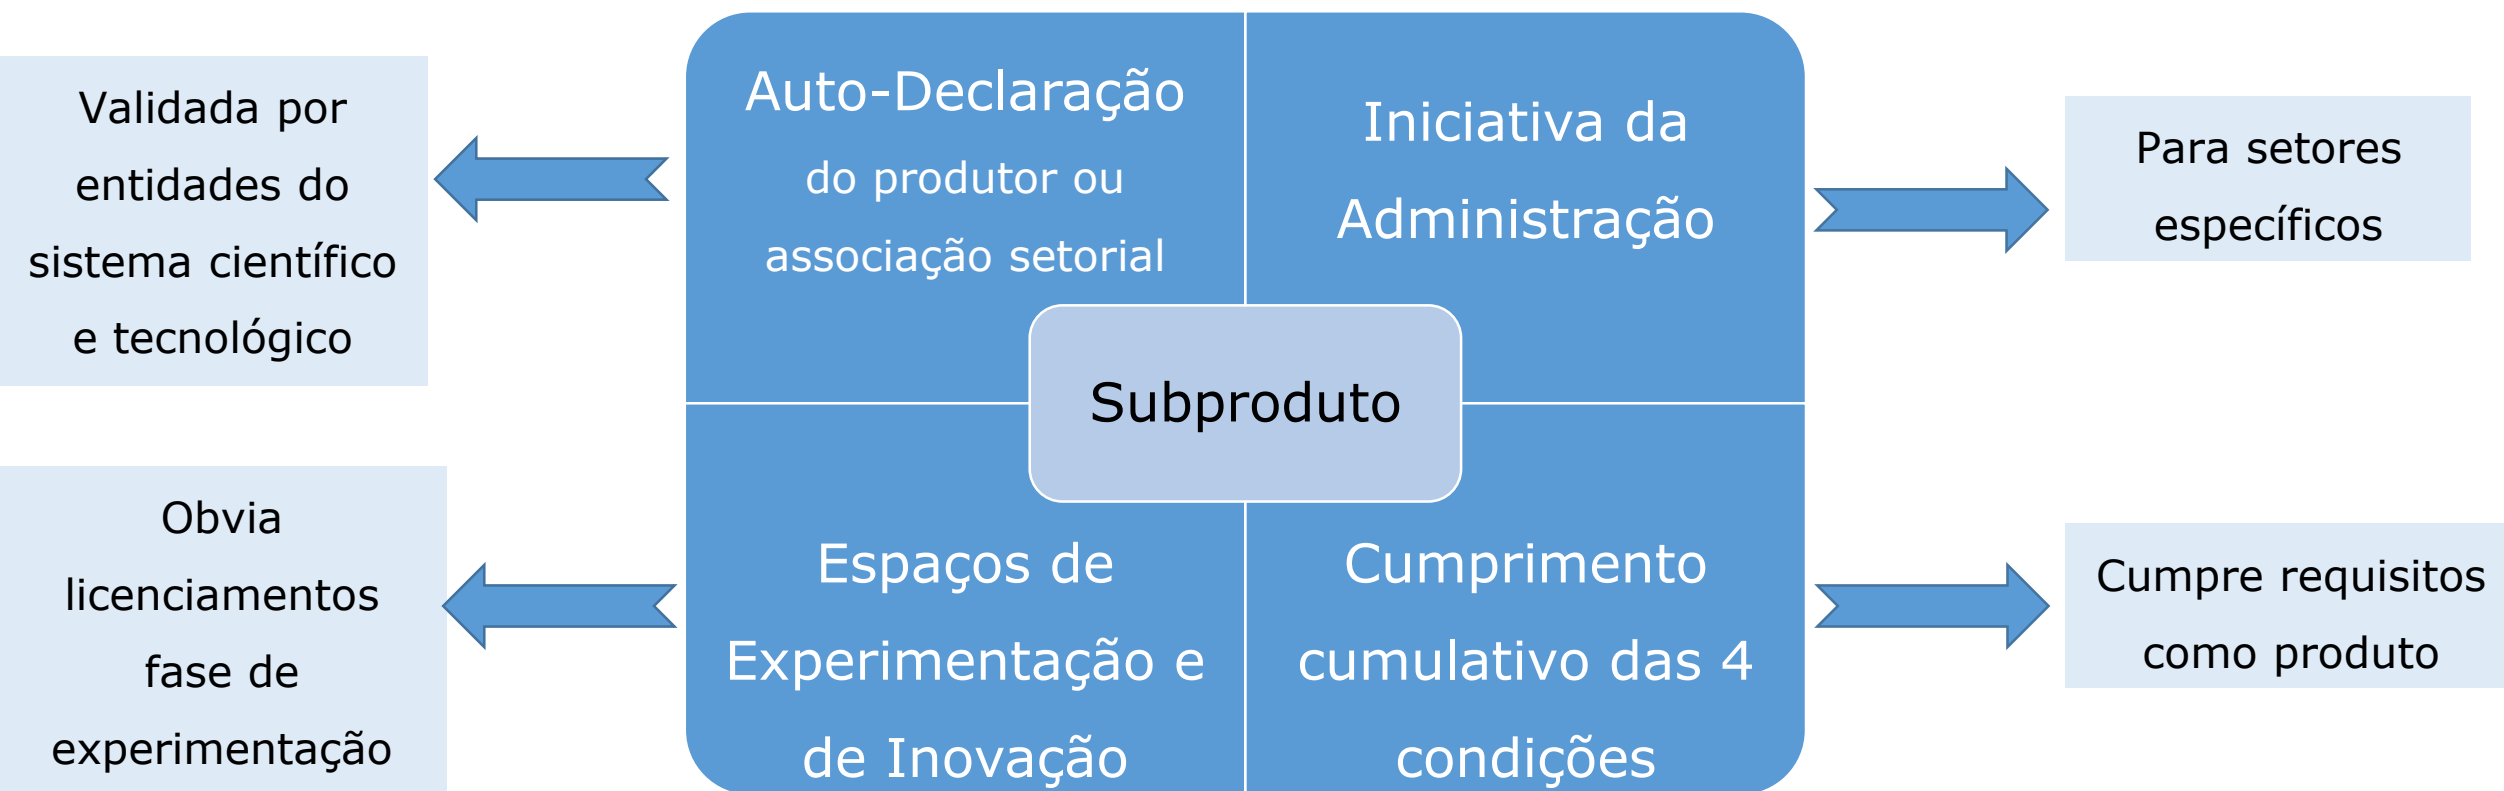 Validada por
entidades do
sistema científico
e tecnológico
Auto-Declaração
do produtor ou
associação setorial
Iniciativa da
Administração
Para setores
específicos
Subproduto
Obvia
licenciamentos
fase de
experimentação
Espaços de
Experimentação e
de Inovação
Cumprimento
cumulativo das 4
condições
Cumpre requisitos
como produto